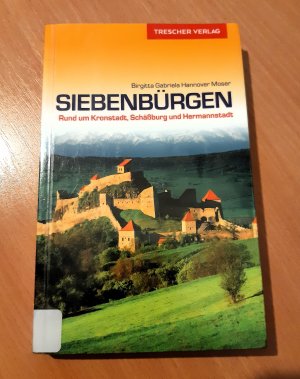 TRESCHER VERLAG
Birgitta Gabriela Hannover Moser
SIEBENBÜRGEN
Rund um Kronstadt, Schäßburg und Hermannstadt